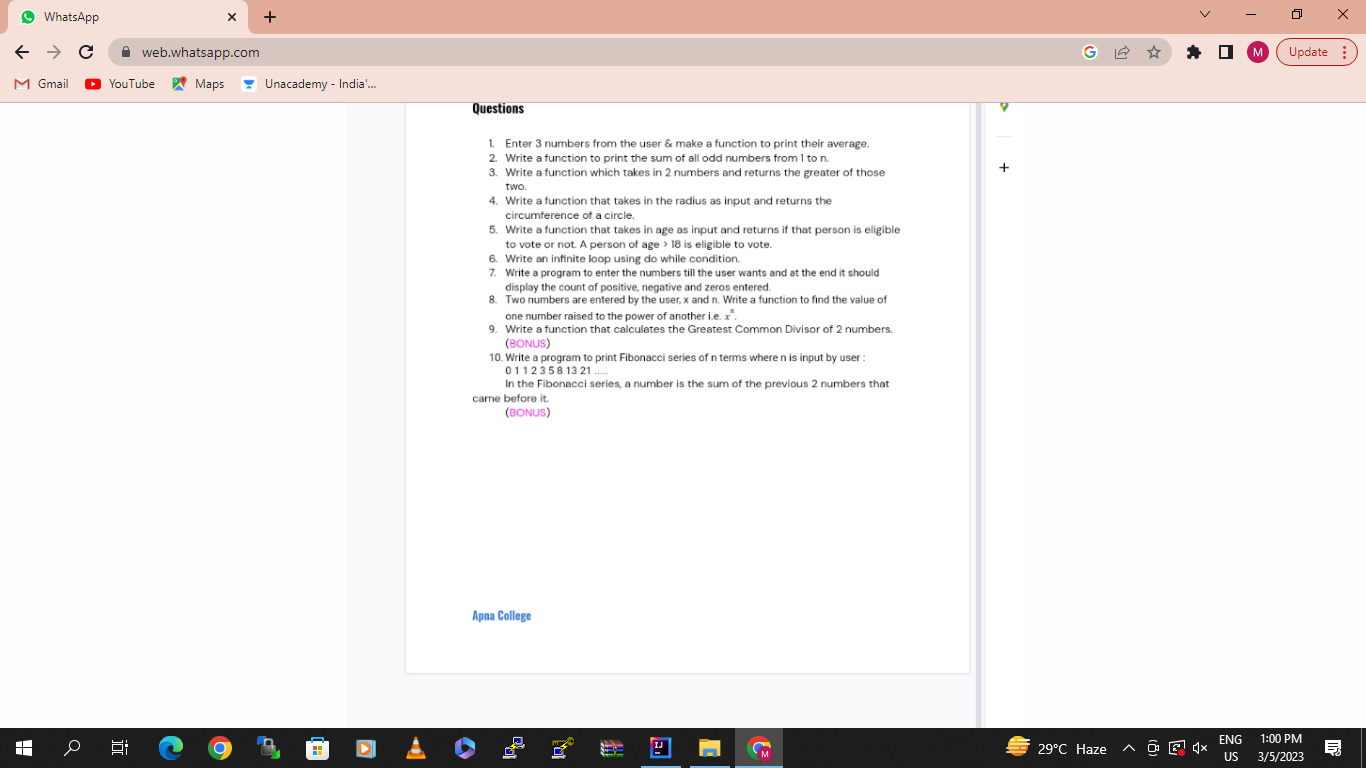 WhatsApp
web.whatsapp.com
M
Update
Gmail
YouTube
Maps
Unacademy - India'...
Questions
1. Enter 3 numbers from the user & make a function to print their average.
2. Write a function to print the sum of all odd numbers from 1 to n.
3. Write a function which takes in 2 numbers and returns the greater of those
two.
4. Write a function that takes in the radius as input and returns the
circumference of a circle.
5. Write a function that takes in age as input and returns if that person is eligible
to vote or not. A person of age > 18 is eligible to vote.
6. Write an infinite loop using do while condition.
7. Write a program to enter the numbers till the user wants and at the end it should
display the count of positive, negative and zeros entered.
8. Two numbers are entered by the user, x and n. Write a function to find the value of
one number raised to the power of another i.e. xⁿ.
9. Write a function that calculates the Greatest Common Divisor of 2 numbers.
(BONUS)
10. Write a program to print Fibonacci series of n terms where n is input by user :
0 1 1 2 3 5 8 13 21 .....
In the Fibonacci series, a number is the sum of the previous 2 numbers that
came before it.
(BONUS)
Apna College
IJ
M
29°C Haze
ENG
US
1:00 PM
3/5/2023